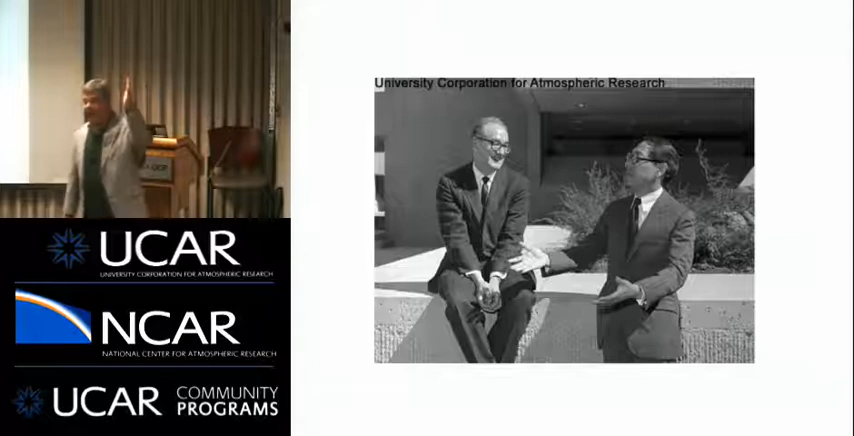 University Corporation for Atmospheric Research
UCAR
UNIVERSITY CORPORATION FOR ATMOSPHERIC RESEARCH
NCAR
NATIONAL CENTER FOR ATMOSPHERIC RESEARCH
UCAR COMMUNITY
PROGRAMS